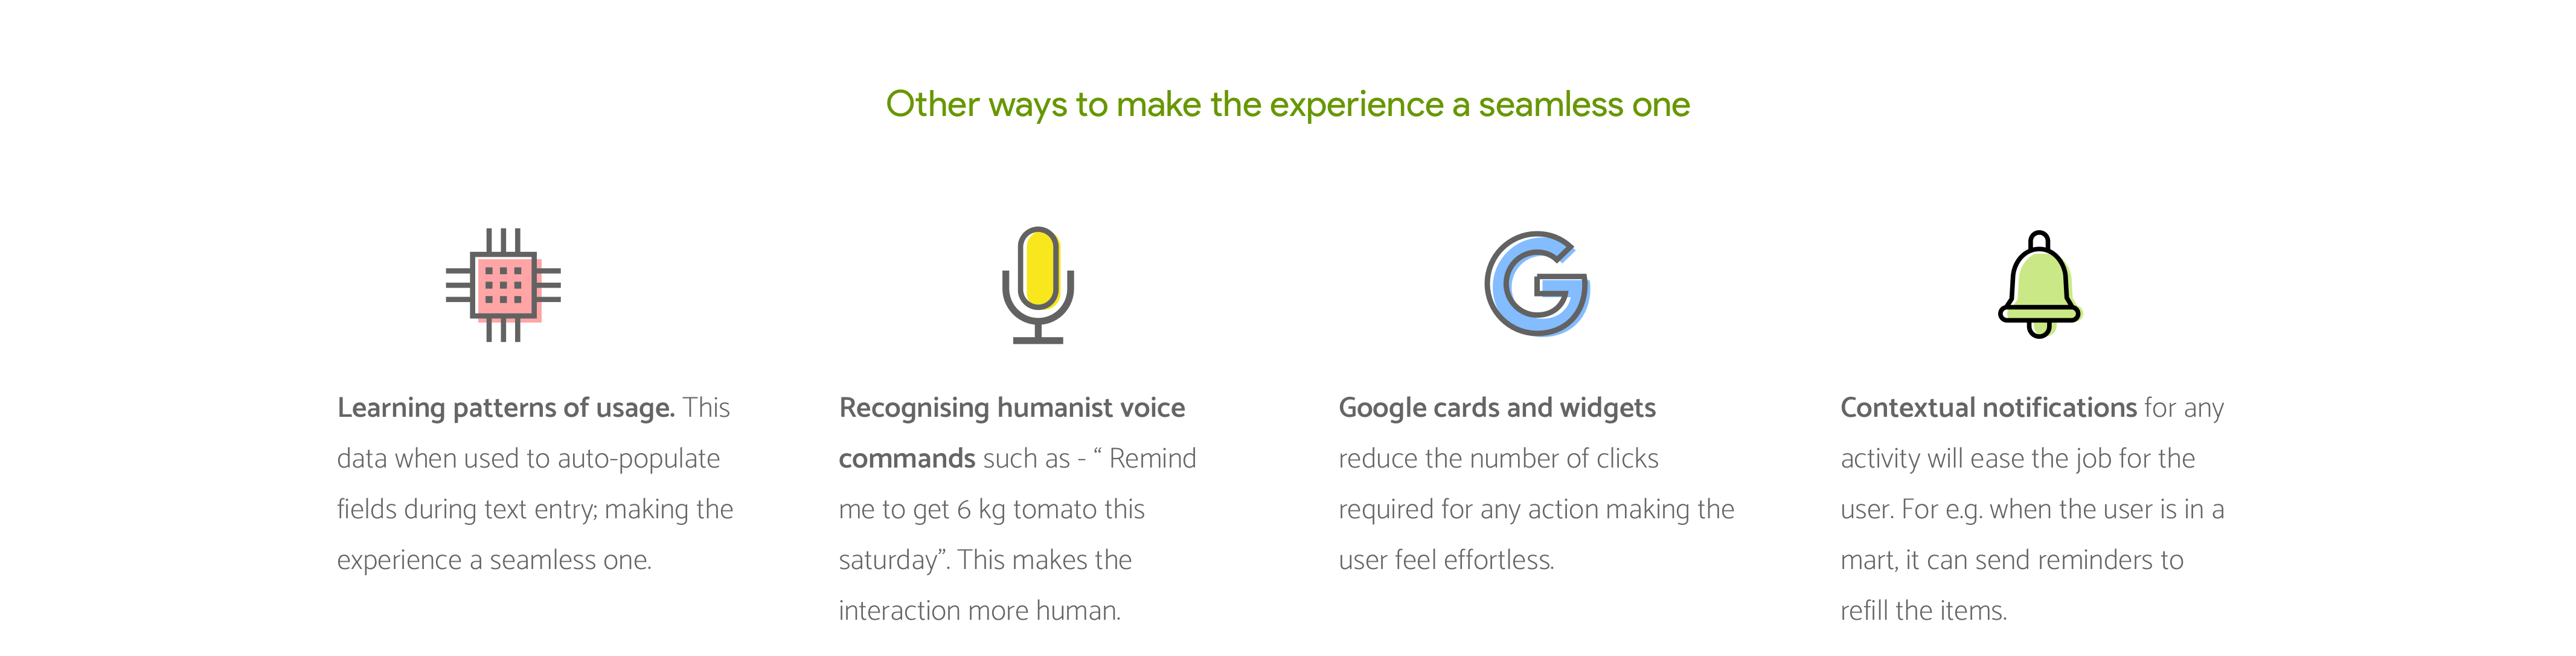 Other ways to make the experience a seamless one
Learning patterns of usage. This
data when used to auto-populate
fields during text entry; making the
experience a seamless one.
Recognising humanist voice
commands such as - “ Remind
me to get 6 kg tomato this
saturday”. This makes the
interaction more human.
Google cards and widgets
reduce the number of clicks
required for any action making the
user feel effortless.
Contextual notifications for any
activity will ease the job for the
user. For e.g. when the user is in a
mart, it can send reminders to
refill the items.